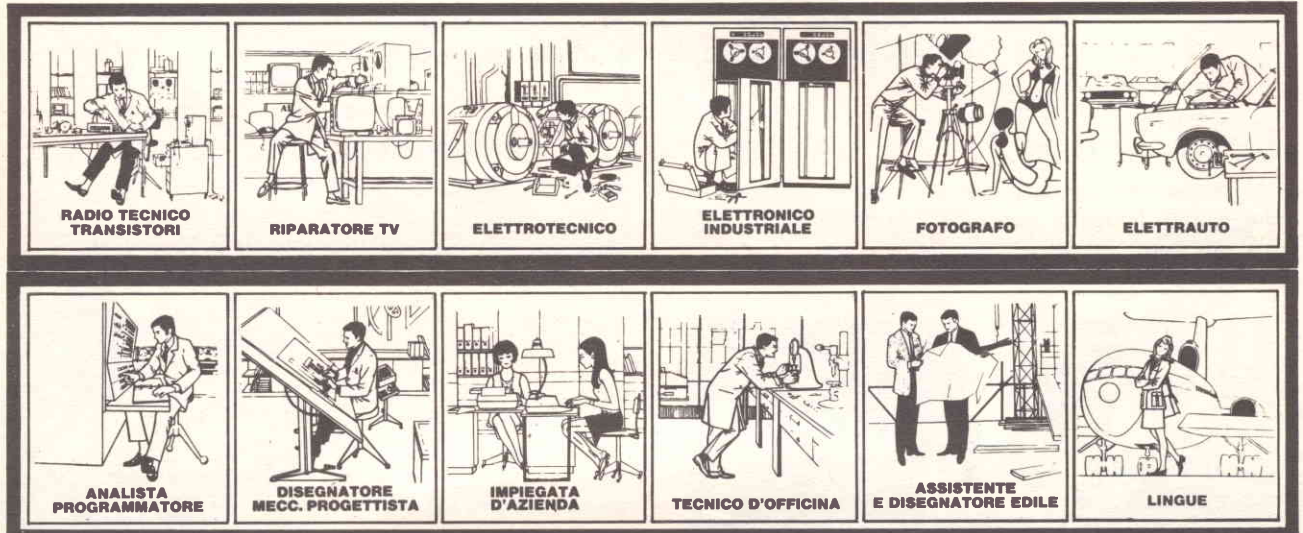 RADIO TECNICO
TRANSISTORI
RIPARATORE TV
ELETTROTECNICO
ELETTRONICO
INDUSTRIALE
FOTOGRAFO
ELETTRAUTO
ANALISTA
PROGRAMMATORE
DISEGNATORE
MECC. PROGETTISTA
IMPIEGATA
D'AZIENDA
TECNICO D'OFFICINA
ASSISTENTE
E DISEGNATORE EDILE
LINGUE